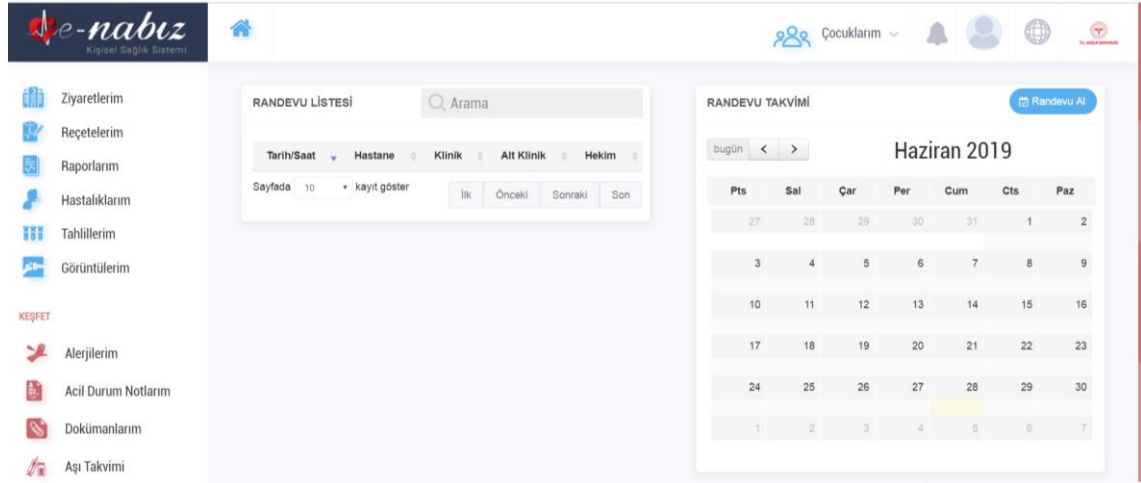 e-nabız
Kişisel Sağlık Sistemi
Çocuklarım
Ziyaretlerim
Reçetelerim
Raporlarım
Hastalıklarım
Tahlillerim
Görüntülerim
KEŞFET
Alerjilerim
Acil Durum Notlarım
Dokümanlarım
Aşı Takvimi
RANDEVU LİSTESİ
Arama
Tarih/Saat Hastane Klinik Alt Klinik Hekim
Sayfada 10 kayıt göster
İlk Önceki Sonraki Son
RANDEVU TAKVİMİ
Randevu Al
bugün < >
Haziran 2019
Pts Sal Çar Per Cum Cts Paz
27 28 29 30 31 1 2
3 4 5 6 7 8 9
10 11 12 13 14 15 16
17 18 19 20 21 22 23
24 25 26 27 28 29 30
1 2 3 4 5 6 7